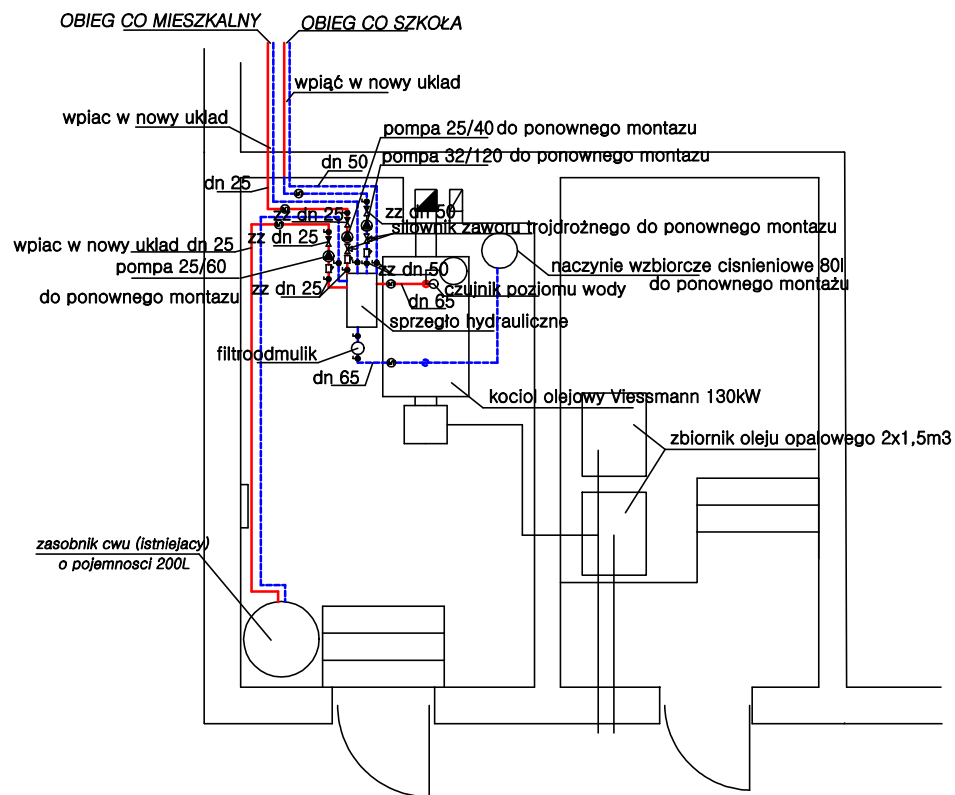 OBIEG CO MIESZKALNY
OBIEG CO SZKOŁA
wpiąć w nowy uklad
wpiac w nowy uklad
pompa 25/40 do ponownego montazu
dn 50
pompa 32/120 do ponownego montazu
dn 25
zz dn 25
zz dn 50
silownik zaworu trojdrożnego do ponownego montazu
zz dn 25
wpiac w nowy uklad dn 25
pompa 25/60
do ponownego montazu
zz dn 50
naczynie wzbiorcze cisnieniowe 80l
do ponownego montażu
zz dn 25
czujnik poziomu wody
dn 65
sprzegło hydrauliczne
filtroodmulik
dn 65
kociol olejowy Viessmann 130kW
zbiornik oleju opalowego 2x1,5m3
zasobnik cwu (istniejacy)
o pojemnosci 200L